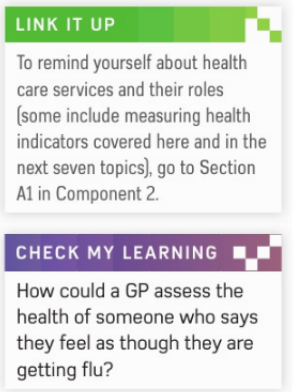 LINK IT UP
To remind yourself about health
care services and their roles
(some include measuring health
indicators covered here and in the
next seven topics), go to Section
A1 in Component 2.
CHECK MY LEARNING
How could a GP assess the
health of someone who says
they feel as though they are
getting flu?